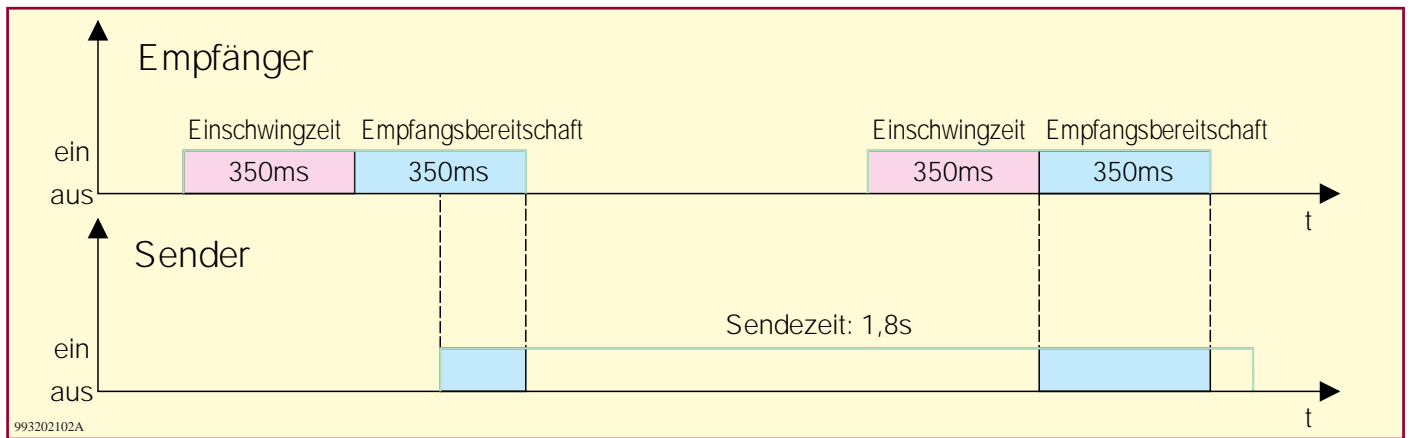 Empfänger
Einschwingzeit Empfangsbereitschaft Einschwingzeit Empfangsbereitschaft
ein
350ms 350ms 350ms 350ms
aus
t
Sender
Sendezeit: 1,8s
ein
aus
t
993202102A